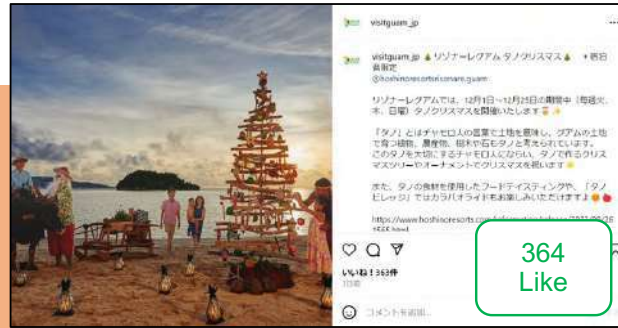 visitguam_jp
visitguam_jp 🎄リゾナーレグアム タノクリスマス🎄 ＊宿泊
者限定
@hoshinoresortsrisonare.guam
リゾナーレグアムでは、12月1日～12月25日の期間中（毎週火、
木、日曜）タノクリスマスを開催いたします
「タノ」とはチャモロ人の言葉で土地を意味し、グアムの土地
で育つ植物、農産物、樹木や石もタノと考えられています。
このタノを大切にするチャモロ人にならい、タノで作るクリス
マスツリーやオーナメントでクリスマスを祝います
また、タノの食材を使用したフードテイスティングや、「タノ
ビレッジ」ではカラバオライドもお楽しみいただけますよ
https://www.hoshinoresorts.com
いいね！363件
コメントを追加...
364
Like